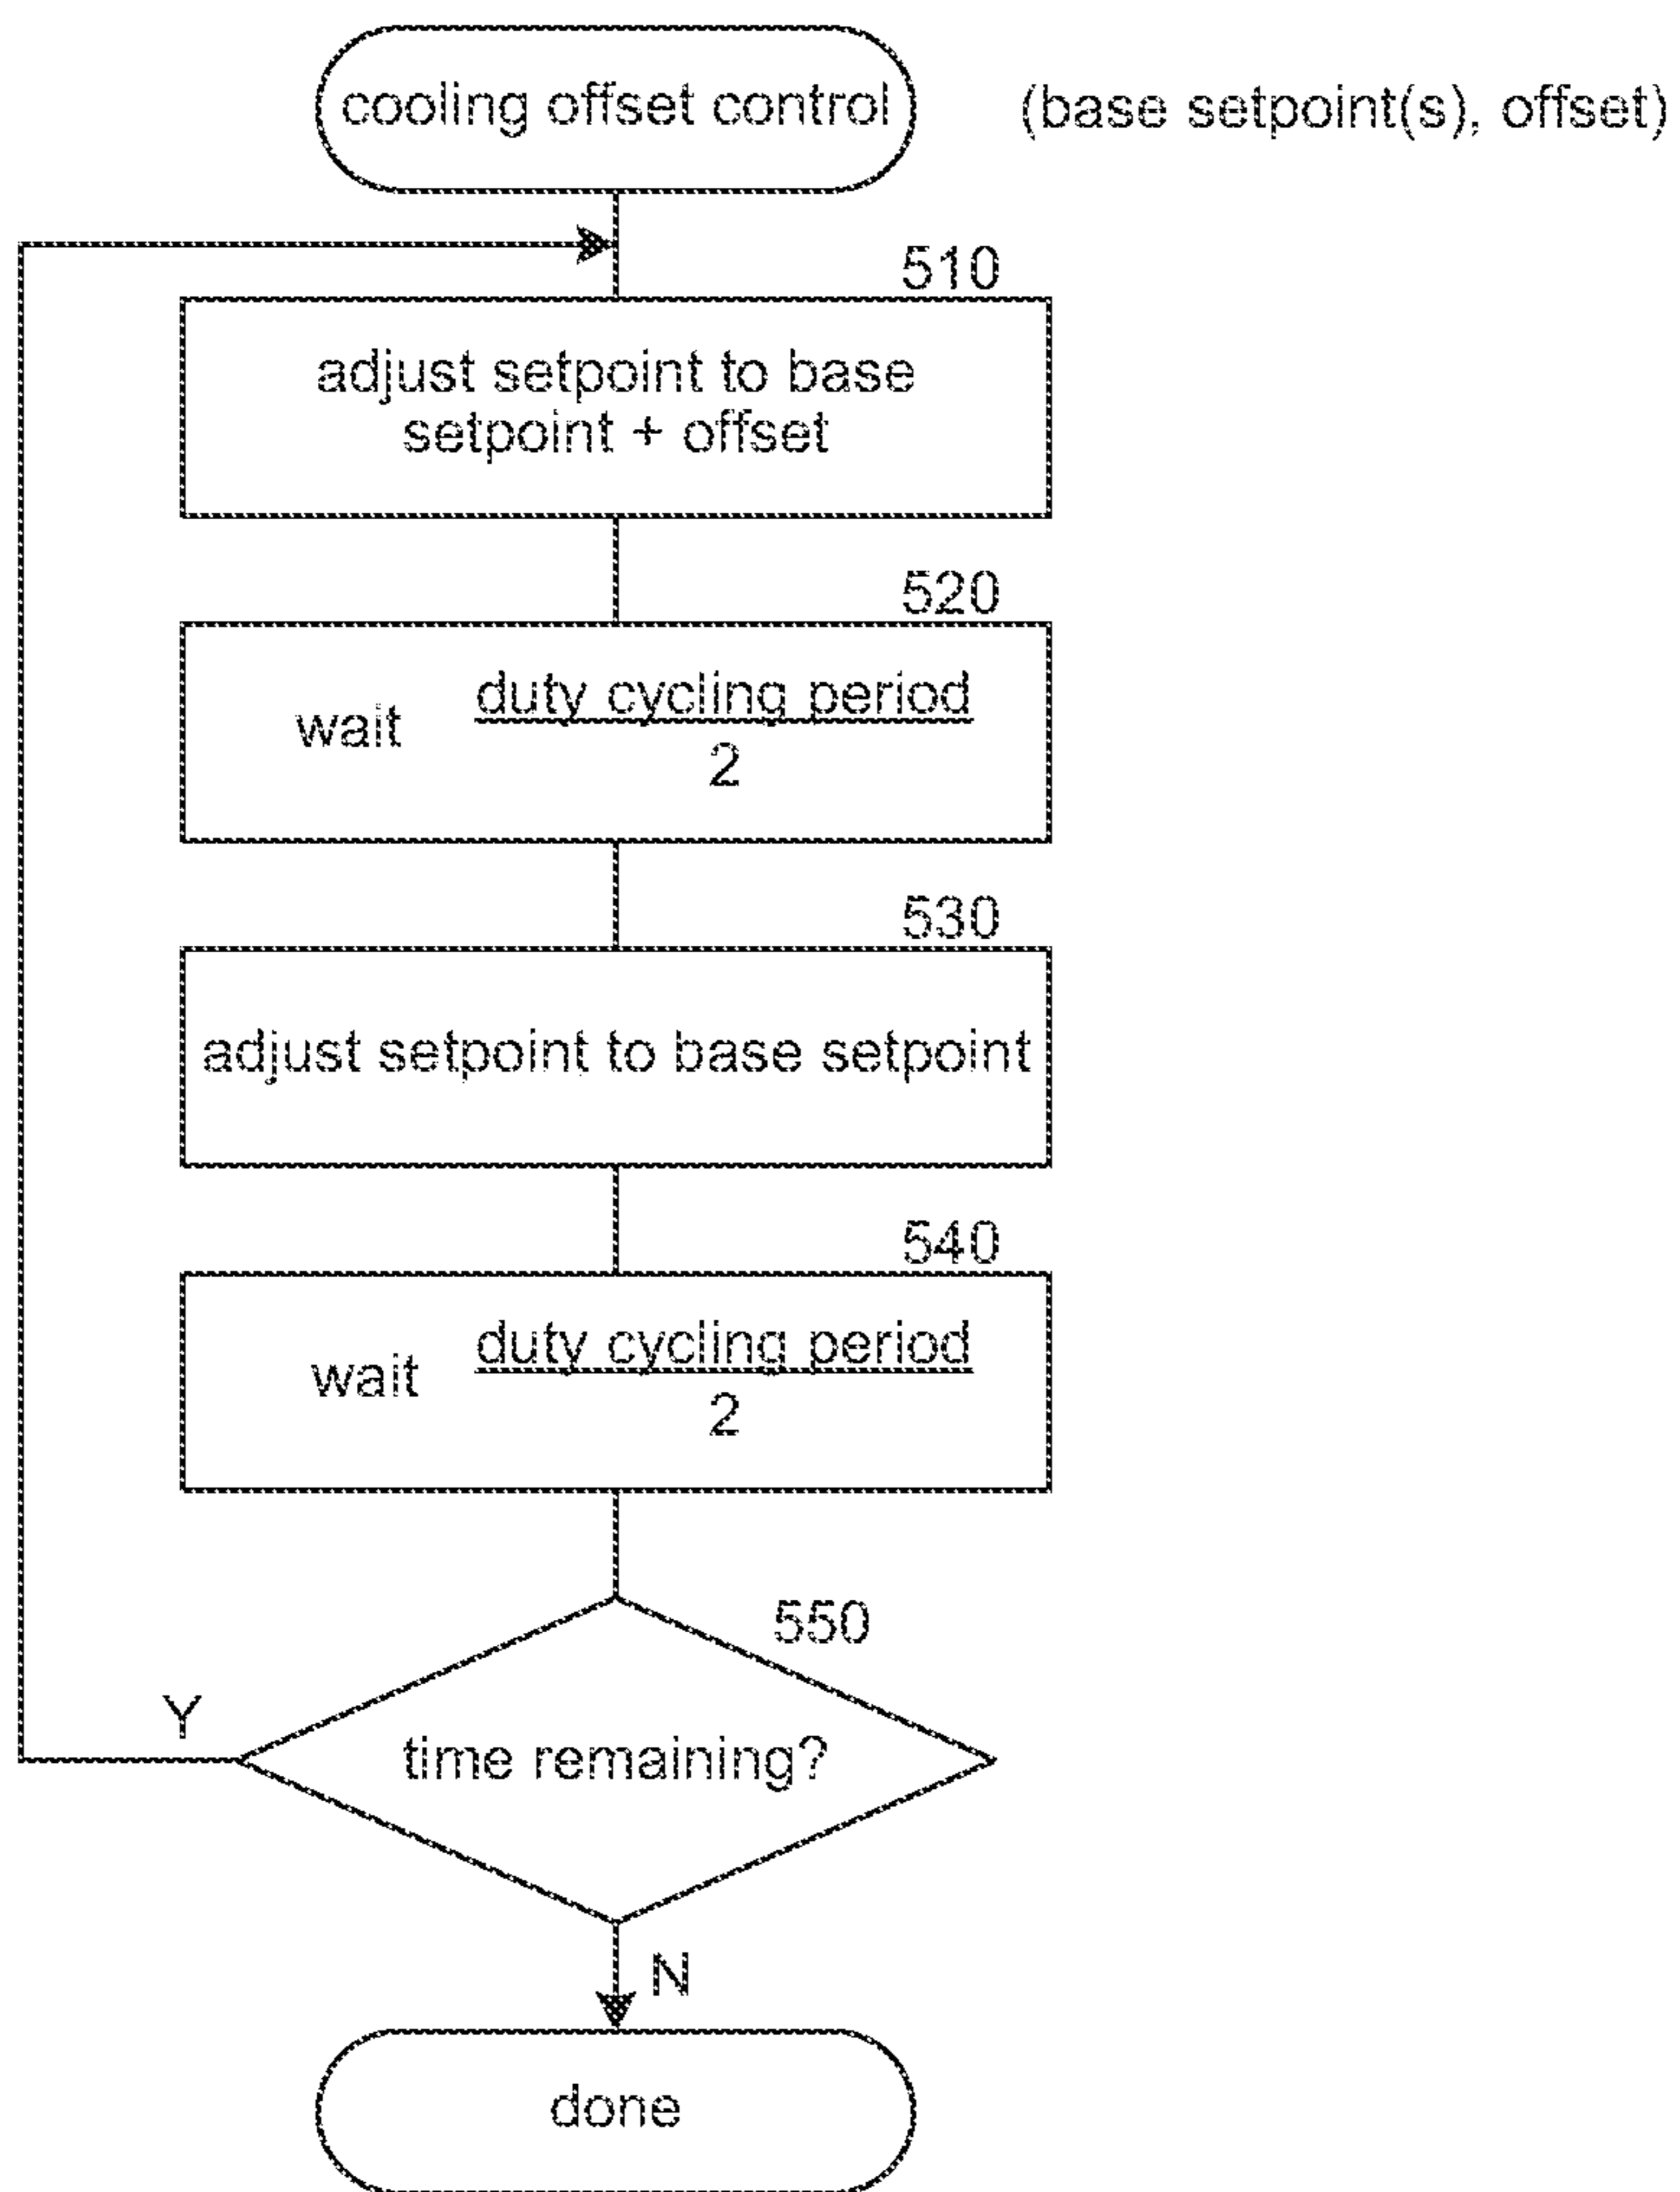 cooling offset control (base setpoint(s), offset)
510
adjust setpoint to base
setpoint + offset
520
wait duty cycling period
2
530
adjust setpoint to base setpoint
540
wait duty cycling period
2
550
Y
time remaining?
N
done